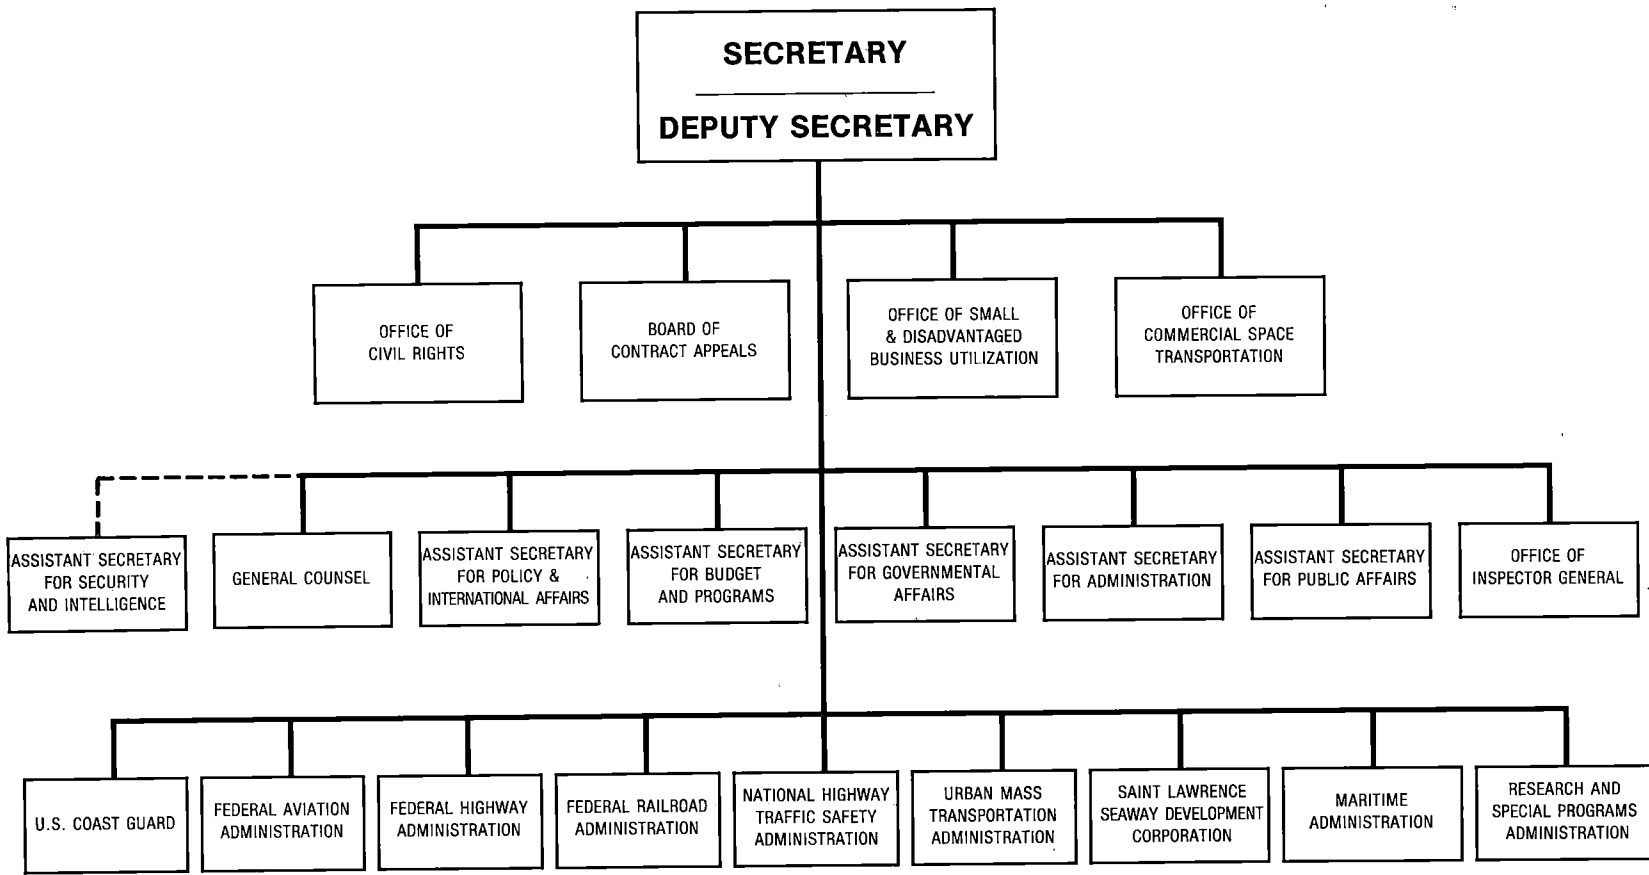 SECRETARY
DEPUTY SECRETARY
OFFICE OF
CIVIL RIGHTS
BOARD OF
CONTRACT APPEALS
OFFICE OF SMALL
& DISADVANTAGED
BUSINESS UTILIZATION
OFFICE OF
COMMERCIAL SPACE
TRANSPORTATION
ASSISTANT SECRETARY
FOR SECURITY
AND INTELLIGENCE
GENERAL COUNSEL
ASSISTANT SECRETARY
FOR POLICY &
INTERNATIONAL AFFAIRS
ASSISTANT SECRETARY
FOR BUDGET
AND PROGRAMS
ASSISTANT SECRETARY
FOR GOVERNMENTAL
AFFAIRS
ASSISTANT SECRETARY
FOR ADMINISTRATION
ASSISTANT SECRETARY
FOR PUBLIC AFFAIRS
OFFICE OF
INSPECTOR GENERAL
U.S. COAST GUARD
FEDERAL AVIATION
ADMINISTRATION
FEDERAL HIGHWAY
ADMINISTRATION
FEDERAL RAILROAD
ADMINISTRATION
NATIONAL HIGHWAY
TRAFFIC SAFETY
ADMINISTRATION
URBAN MASS
TRANSPORTATION
ADMINISTRATION
SAINT LAWRENCE
SEAWAY DEVELOPMENT
CORPORATION
MARITIME
ADMINISTRATION
RESEARCH AND
SPECIAL PROGRAMS
ADMINISTRATION